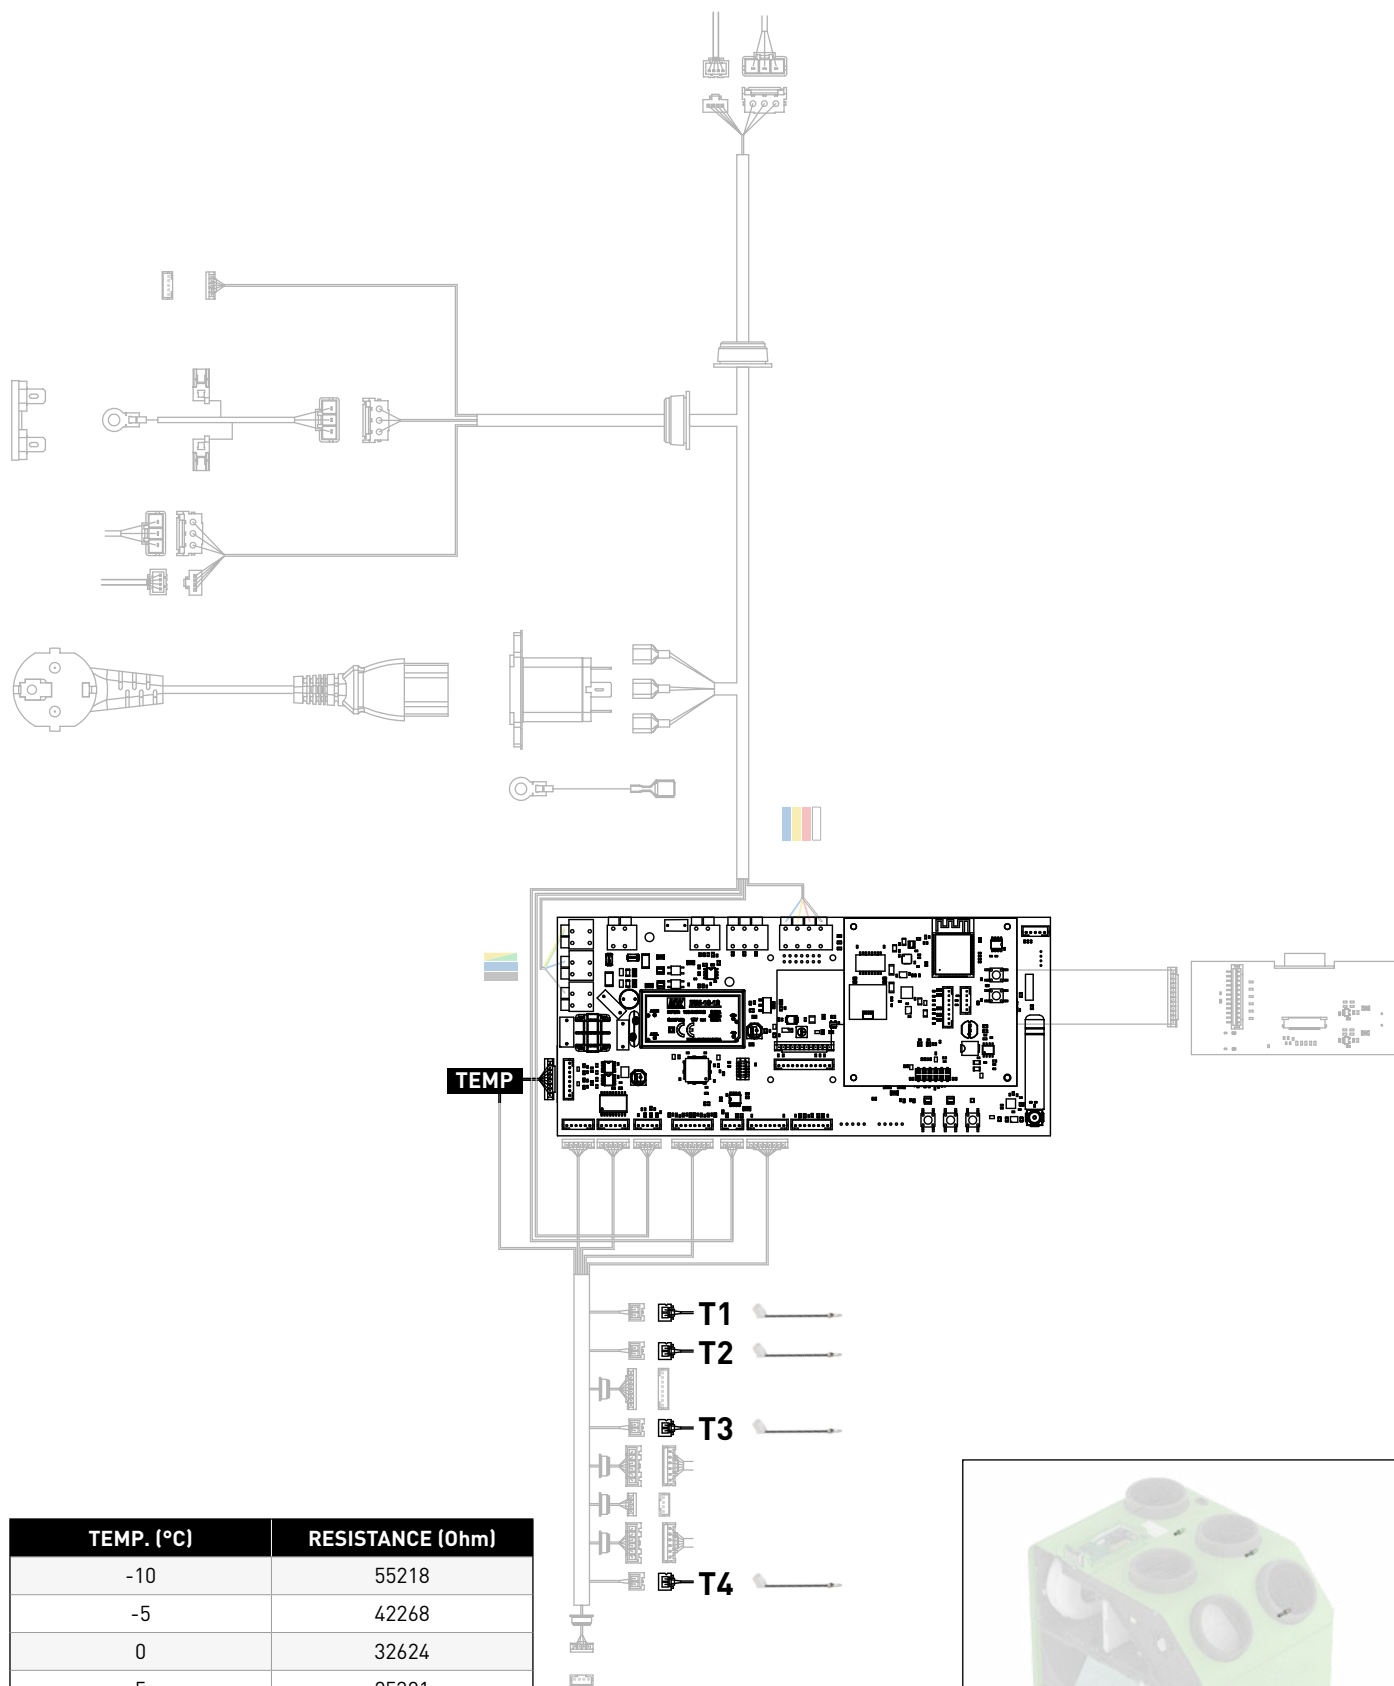 TEMP
T1
T2
T3
T4
TEMP. (°C) RESISTANCE (Ohm)
-10 55218
-5 42268
0 32624